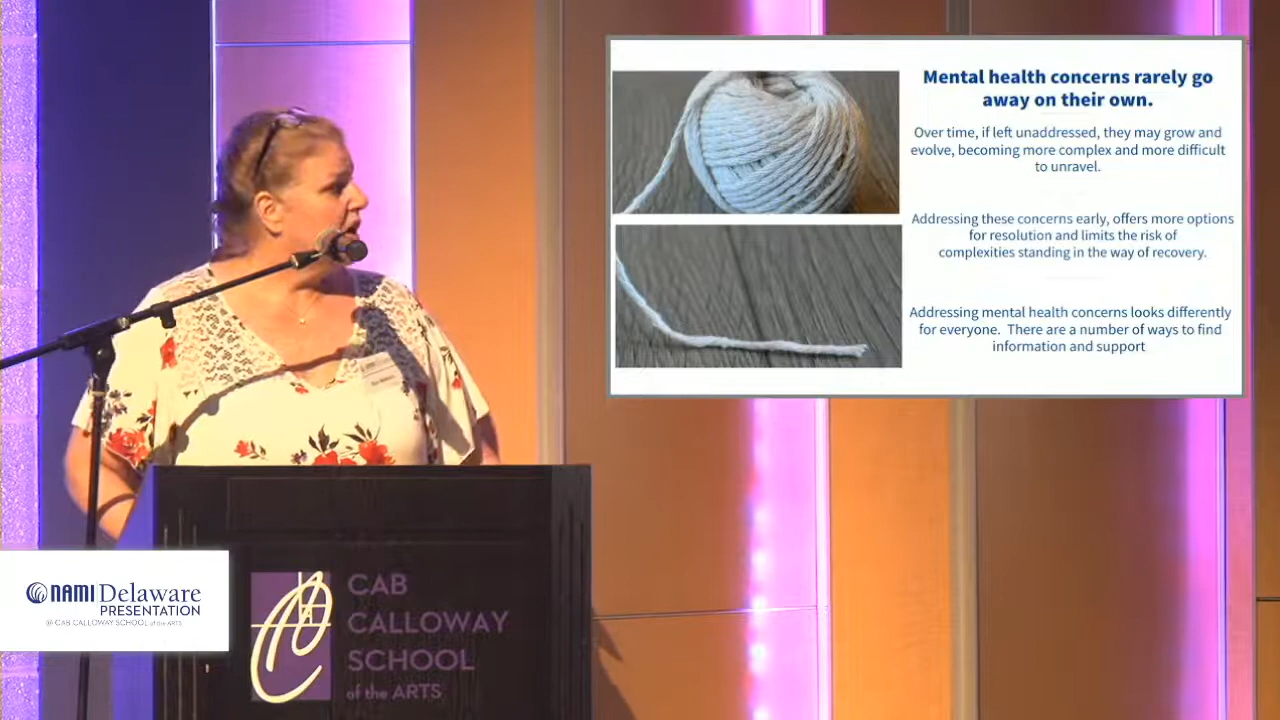 Mental health concerns rarely go
away on their own.
Over time, if left unaddressed, they may grow and
evolve, becoming more complex and more difficult
to unravel.
Addressing these concerns early, offers more options
for resolution and limits the risk of
complexities standing in the way of recovery.
Addressing mental health concerns looks differently
for everyone. There are a number of ways to find
information and support
NAMI Delaware
PRESENTATION
@ CAB CALLOWAY SCHOOL of the ARTS
CAB
CALLOWAY
SCHOOL
of the ARTS